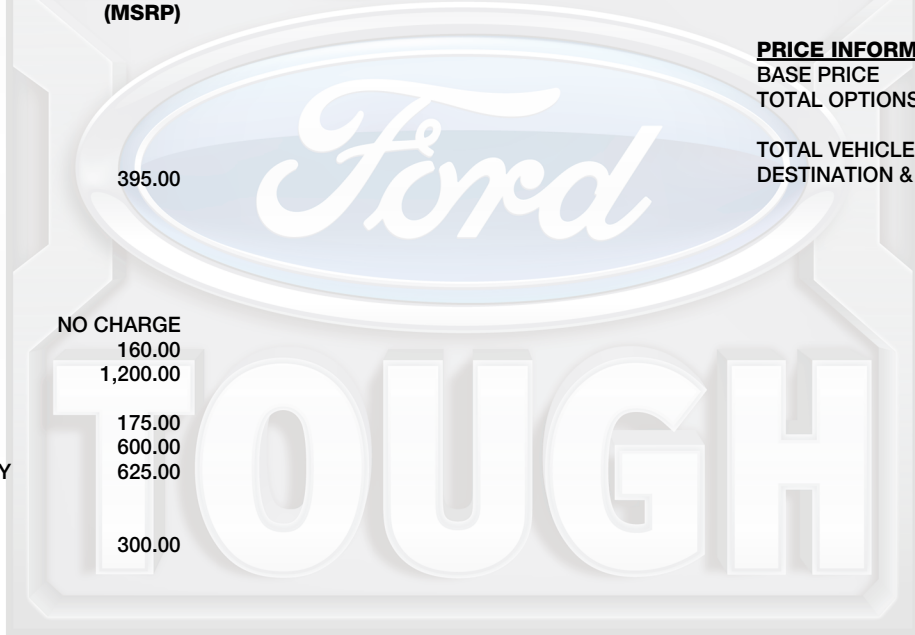 (MSRP)
PRICE INFORM
BASE PRICE
TOTAL OPTIONS
TOTAL VEHICLE
DESTINATION &
395.00
NO CHARGE
160.00
1,200.00
175.00
600.00
Y 625.00
300.00
Ford
TOUGH